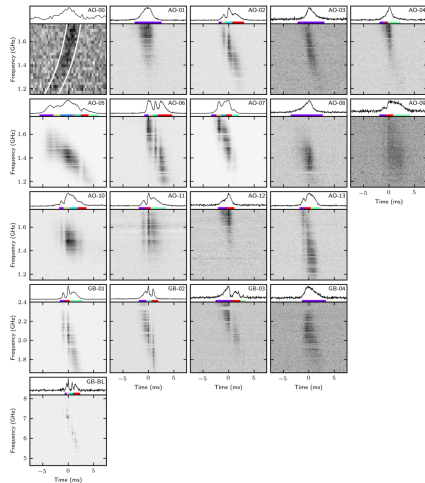 AO-00 AO-01 AO-02 AO-03 AO-04
Frequency (GHz)
1.6
1.4
1.2
AO-05 AO-06 AO-07 AO-08 AO-09
Frequency (GHz)
1.6
1.4
1.2
−5 0 5
Time (ms)
AO-10 AO-11 AO-12 AO-13
Frequency (GHz)
1.6
1.4
1.2
GB-01 GB-02 GB-03 GB-04
Frequency (GHz)
2.4
2.2
2.0
1.8
−5 0 5 −5 0 5 −5 0 5
Time (ms) Time (ms) Time (ms)
GB-BL
Frequency (GHz)
8
7
6
5
−5 0 5
Time (ms)